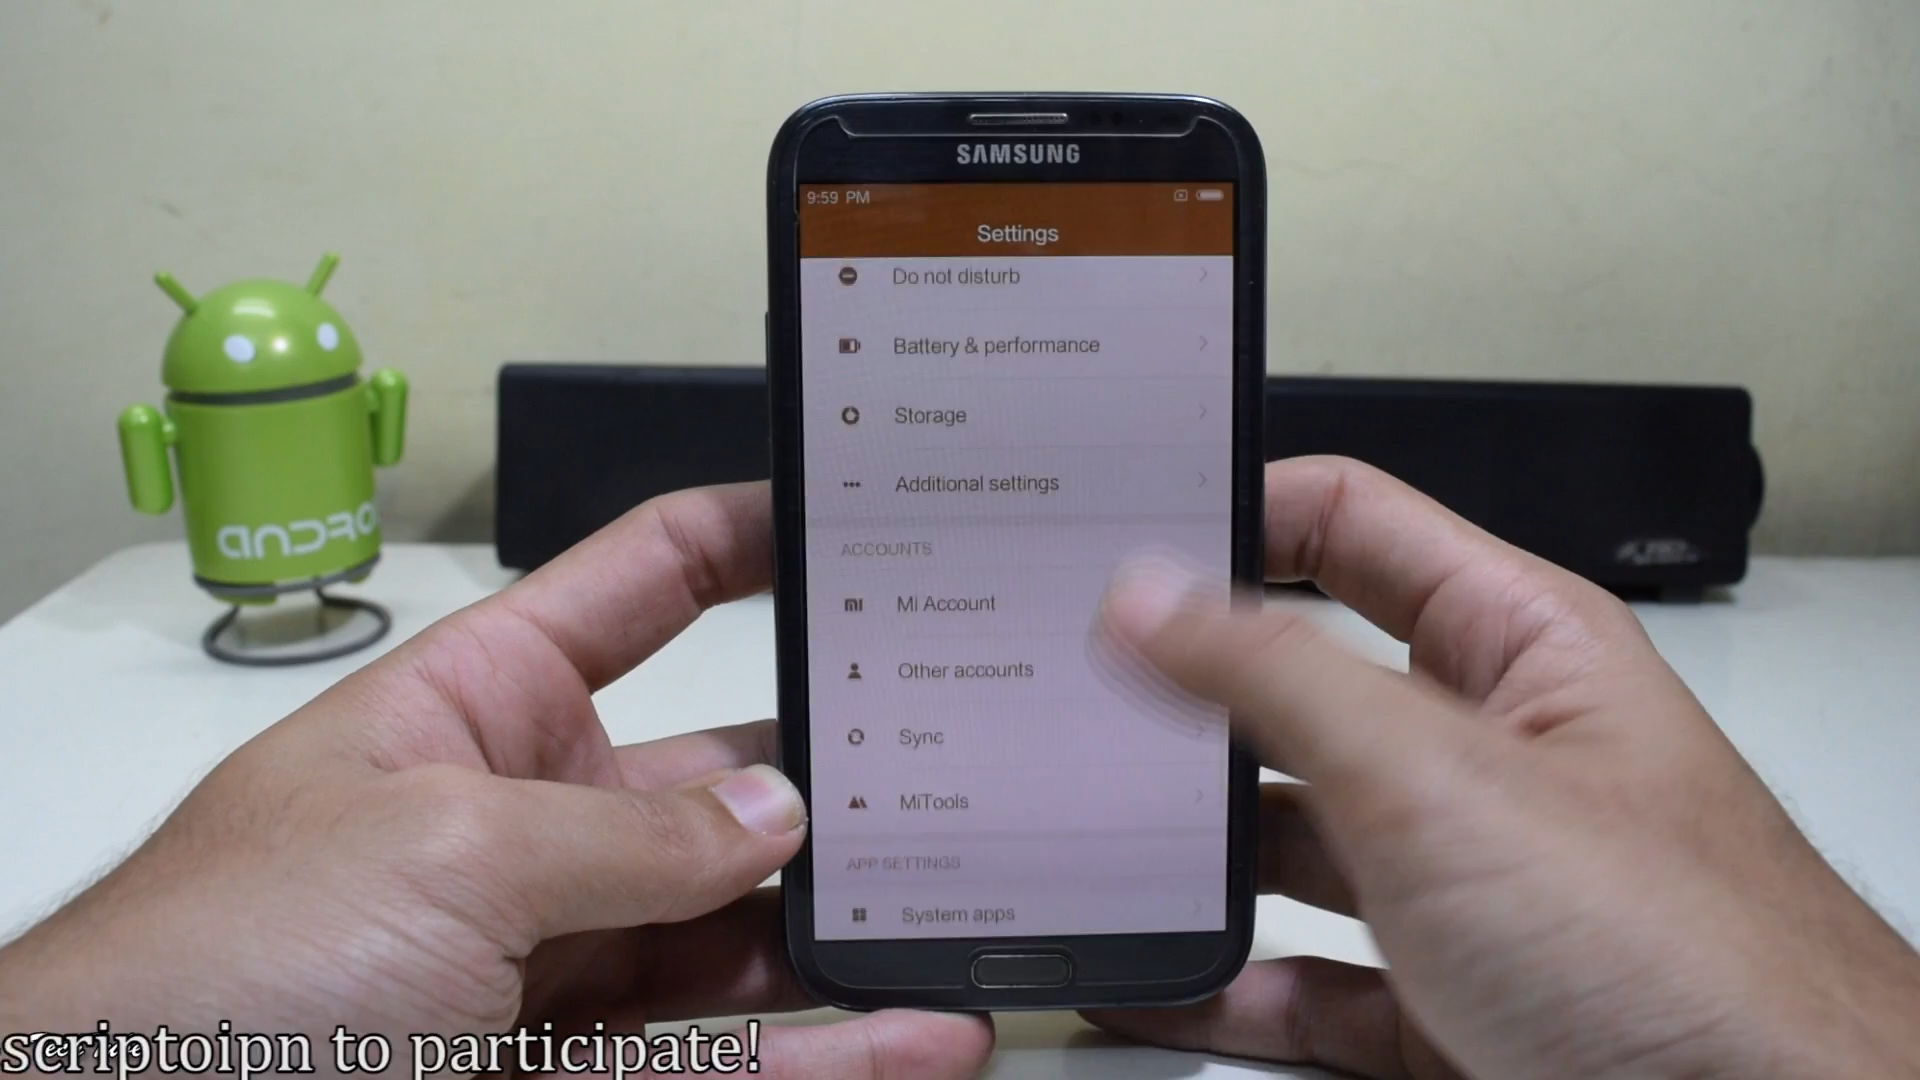 SAMSUNG
9:59 PM
Settings
Do not disturb
Battery & performance
Storage
Additional settings
ACCOUNTS
Mi Account
Other accounts
Sync
MiTools
APP SETTINGS
System apps
ANDRO
scriptoipn to participate!